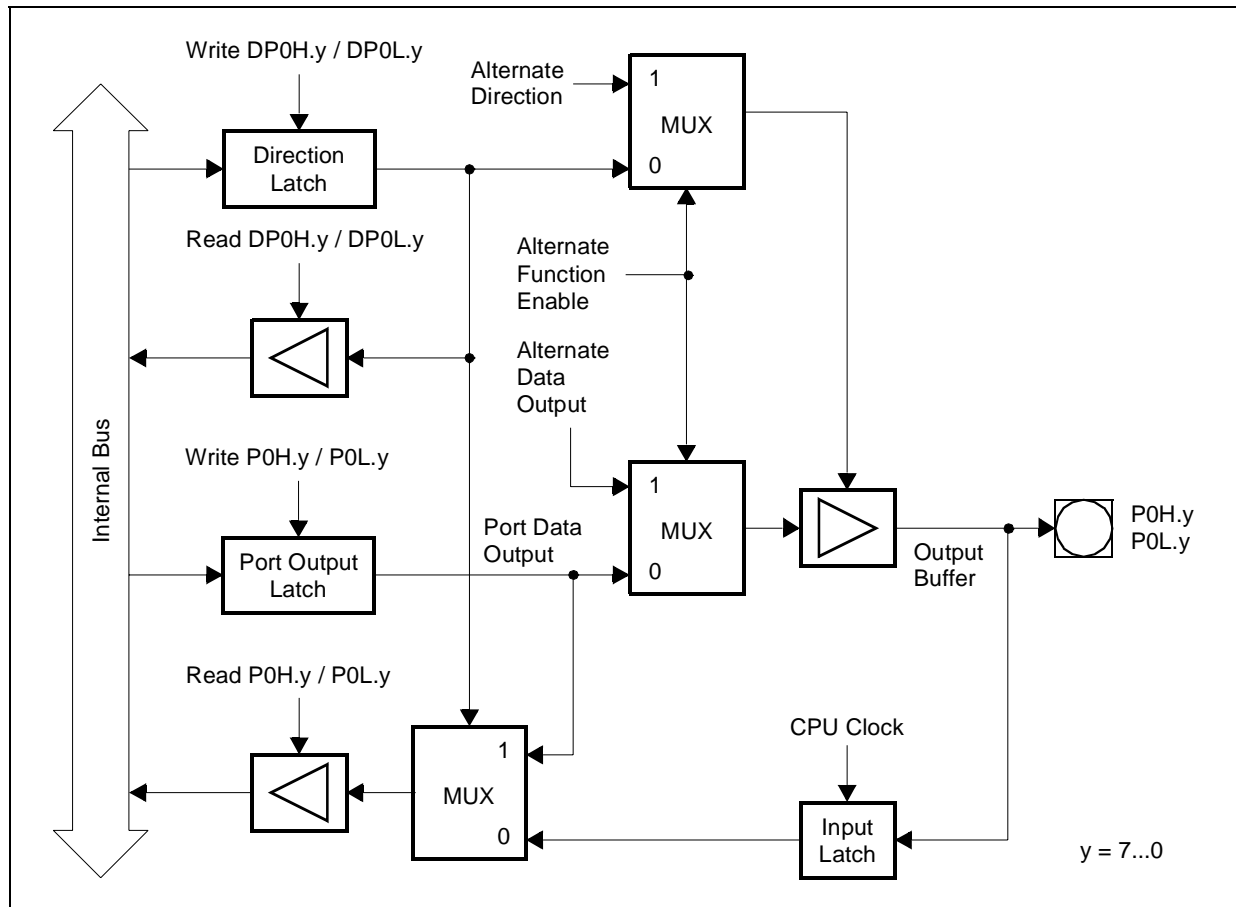 Write DP0H.y / DP0L.y
Alternate
Direction
1
MUX
0
Direction
Latch
Read DP0H.y / DP0L.y
Alternate
Function
Enable
Alternate
Data
Output
Internal Bus
Write P0H.y / P0L.y
Port Data
Output
1
MUX
0
Port Output
Latch
Output
Buffer
P0H.y
P0L.y
Read P0H.y / P0L.y
1
MUX
0
CPU Clock
Input
Latch
y = 7...0